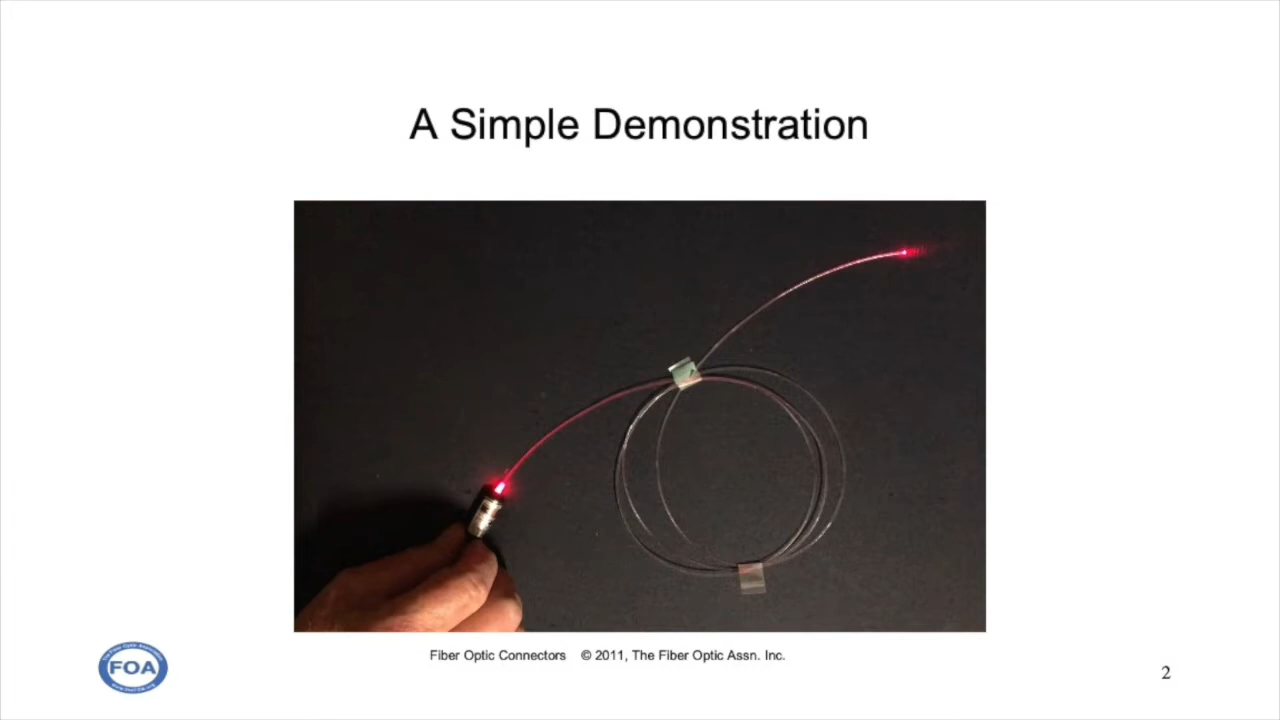 A Simple Demonstration
Fiber Optic Connectors © 2011, The Fiber Optic Assn. Inc.
FOA
2